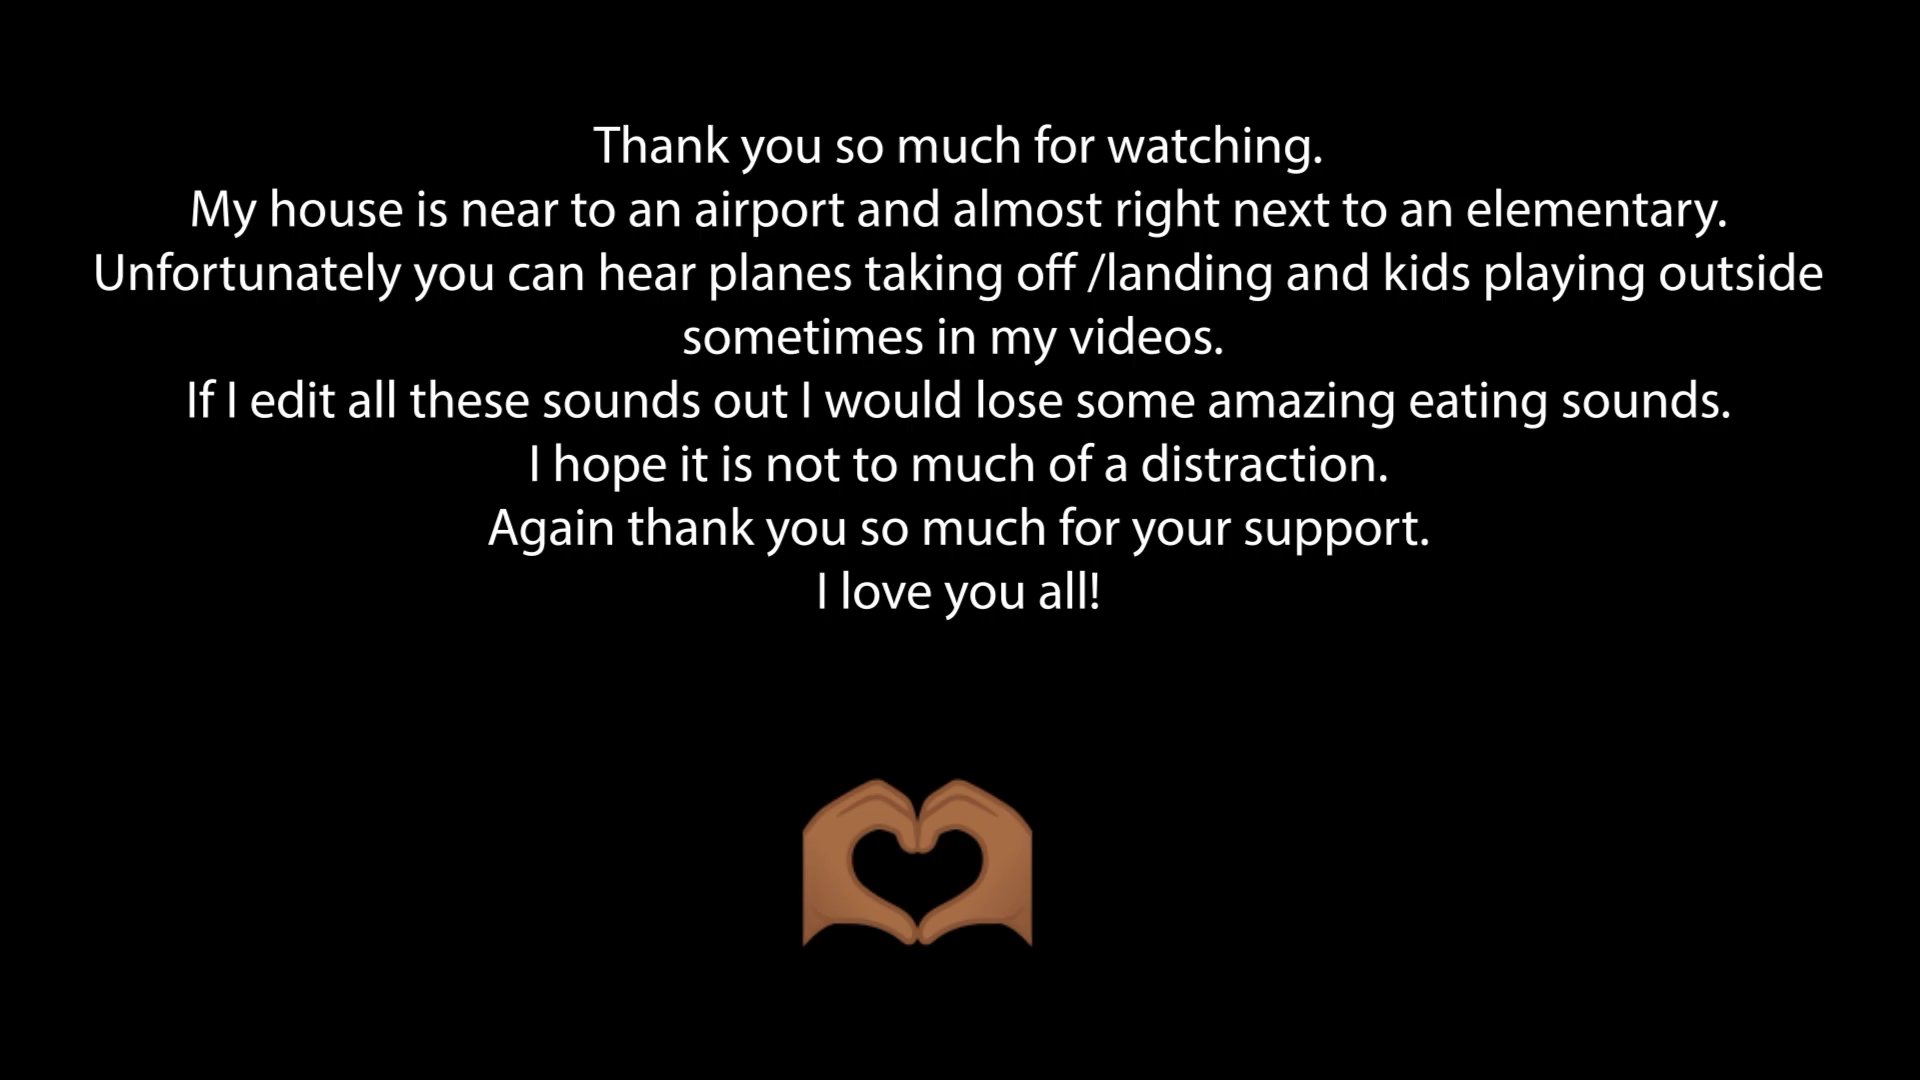 Thank you so much for watching.
My house is near to an airport and almost right next to an elementary.
Unfortunately you can hear planes taking off /landing and kids playing outside
sometimes in my videos.
If I edit all these sounds out I would lose some amazing eating sounds.
I hope it is not to much of a distraction.
Again thank you so much for your support.
I love you all!